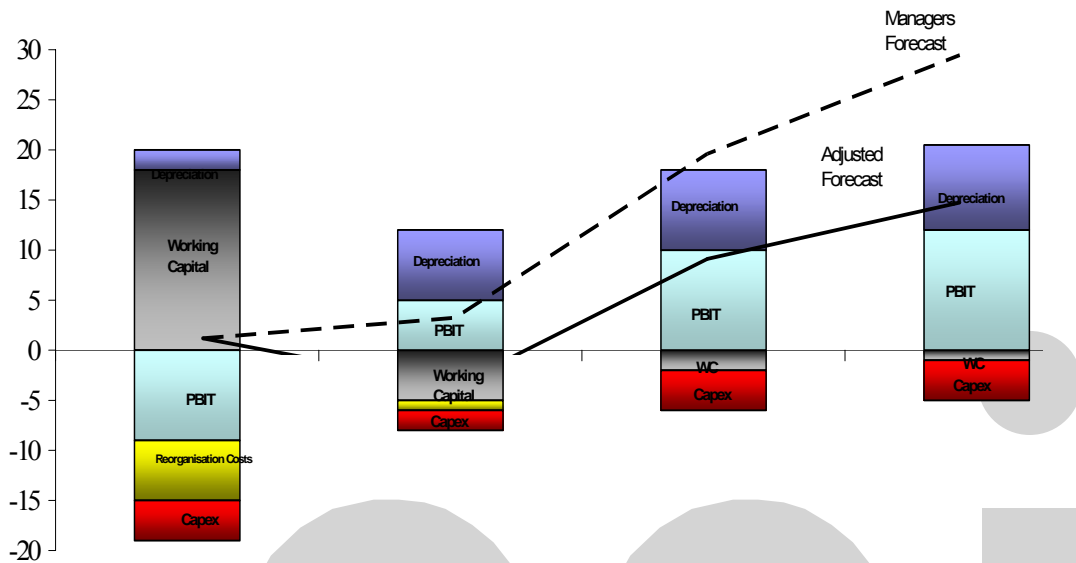 Managers
Forecast
30
25
20
15
10
5
0
-5
-10
-15
-20
Adjusted
Forecast
Depreciation
Working
Capital
PBIT
Reorganisation Costs
Capex
Depreciation
PBIT
Working
Capital
Capex
Depreciation
PBIT
WC
Capex
Depreciation
PBIT
WC
Capex